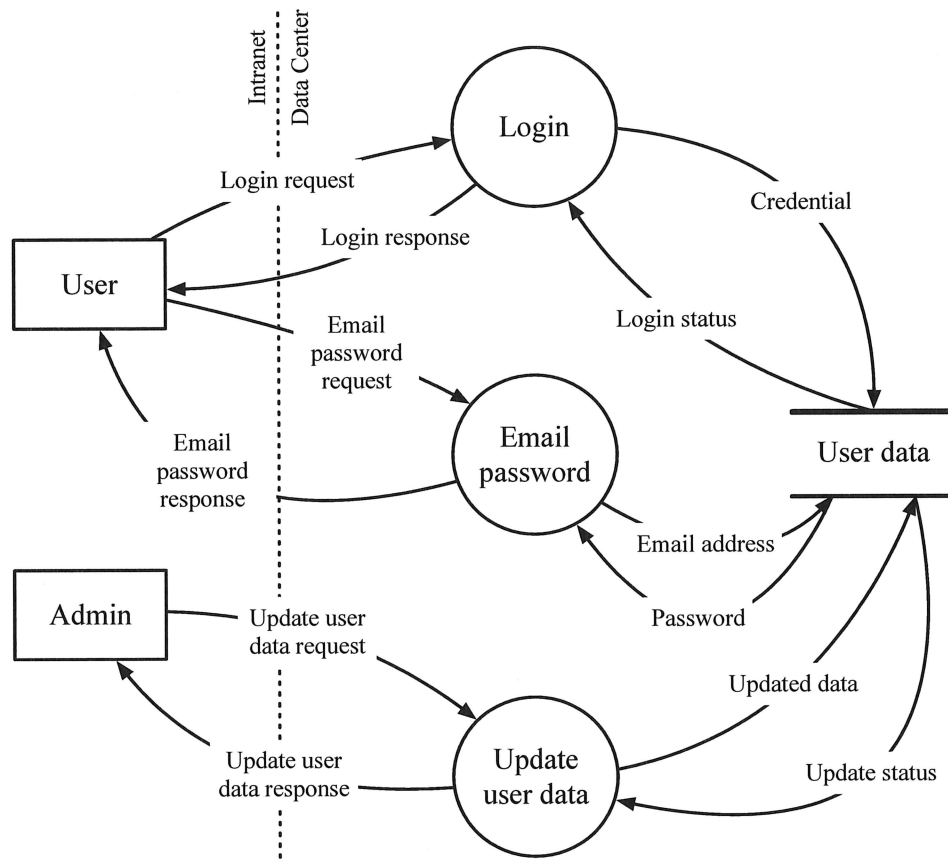 Intranet
Data Center
Login
Login request
Credential
Login response
User
Login status
Email
password
request
Email
password
response
Email
password
User data
Email address
Password
Admin
Update user
data request
Updated data
Update user
data response
Update
user data
Update status